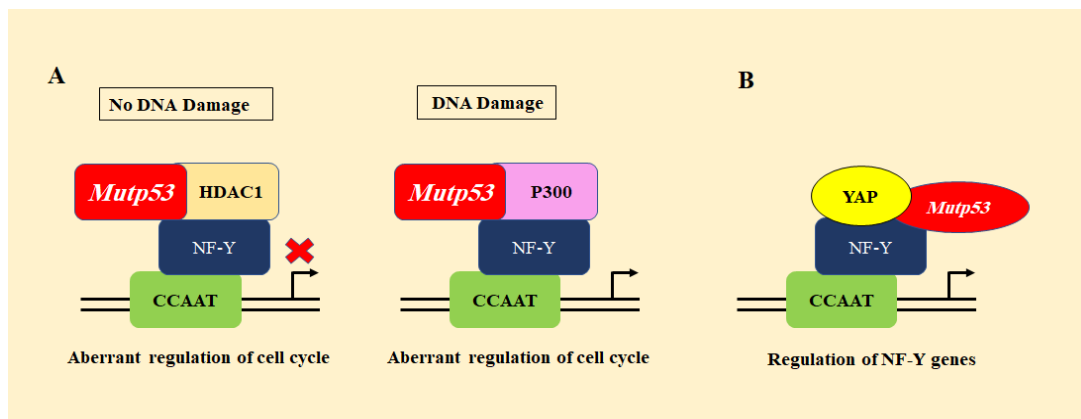 A
No DNA Damage
Mutp53
HDAC1
NF-Y
CCAAT
Aberrant regulation of cell cycle
DNA Damage
Mutp53
P300
NF-Y
CCAAT
Aberrant regulation of cell cycle
B
YAP
Mutp53
NF-Y
CCAAT
Regulation of NF-Y genes